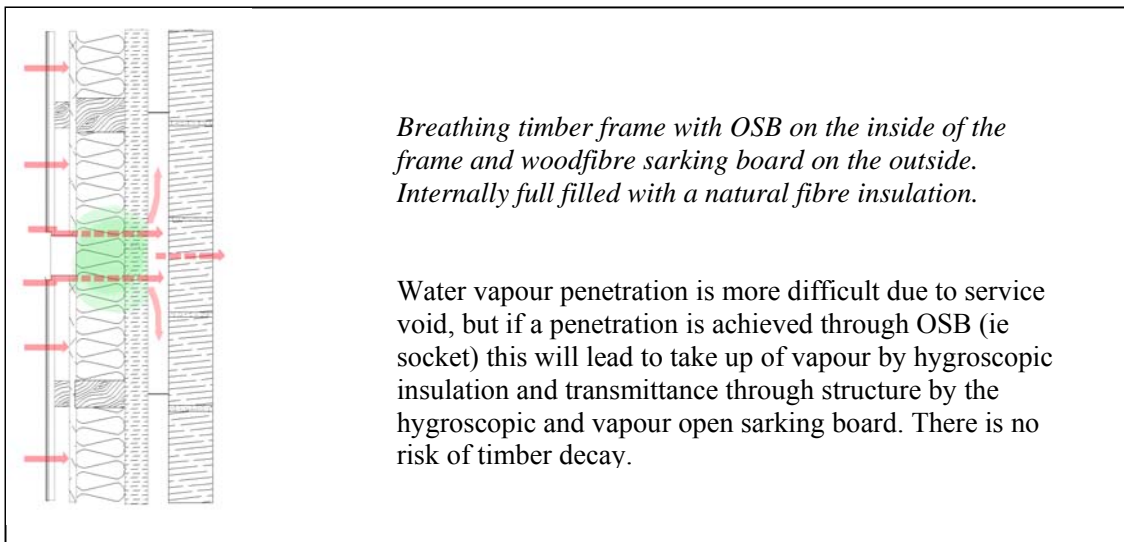 Breathing timber frame with OSB on the inside of the
frame and woodfibre sarking board on the outside.
Internally full filled with a natural fibre insulation.
Water vapour penetration is more difficult due to service
void, but if a penetration is achieved through OSB (ie
socket) this will lead to take up of vapour by hygroscopic
insulation and transmittance through structure by the
hygroscopic and vapour open sarking board. There is no
risk of timber decay.